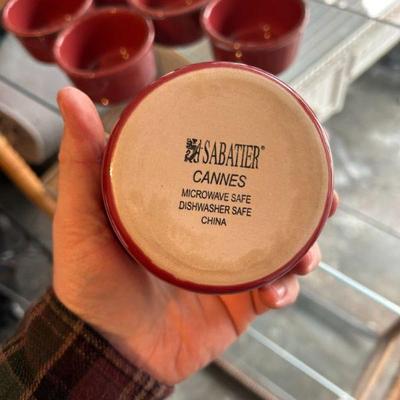 SABATIER®
CANNES
MICROWAVE SAFE
DISHWASHER SAFE
CHINA